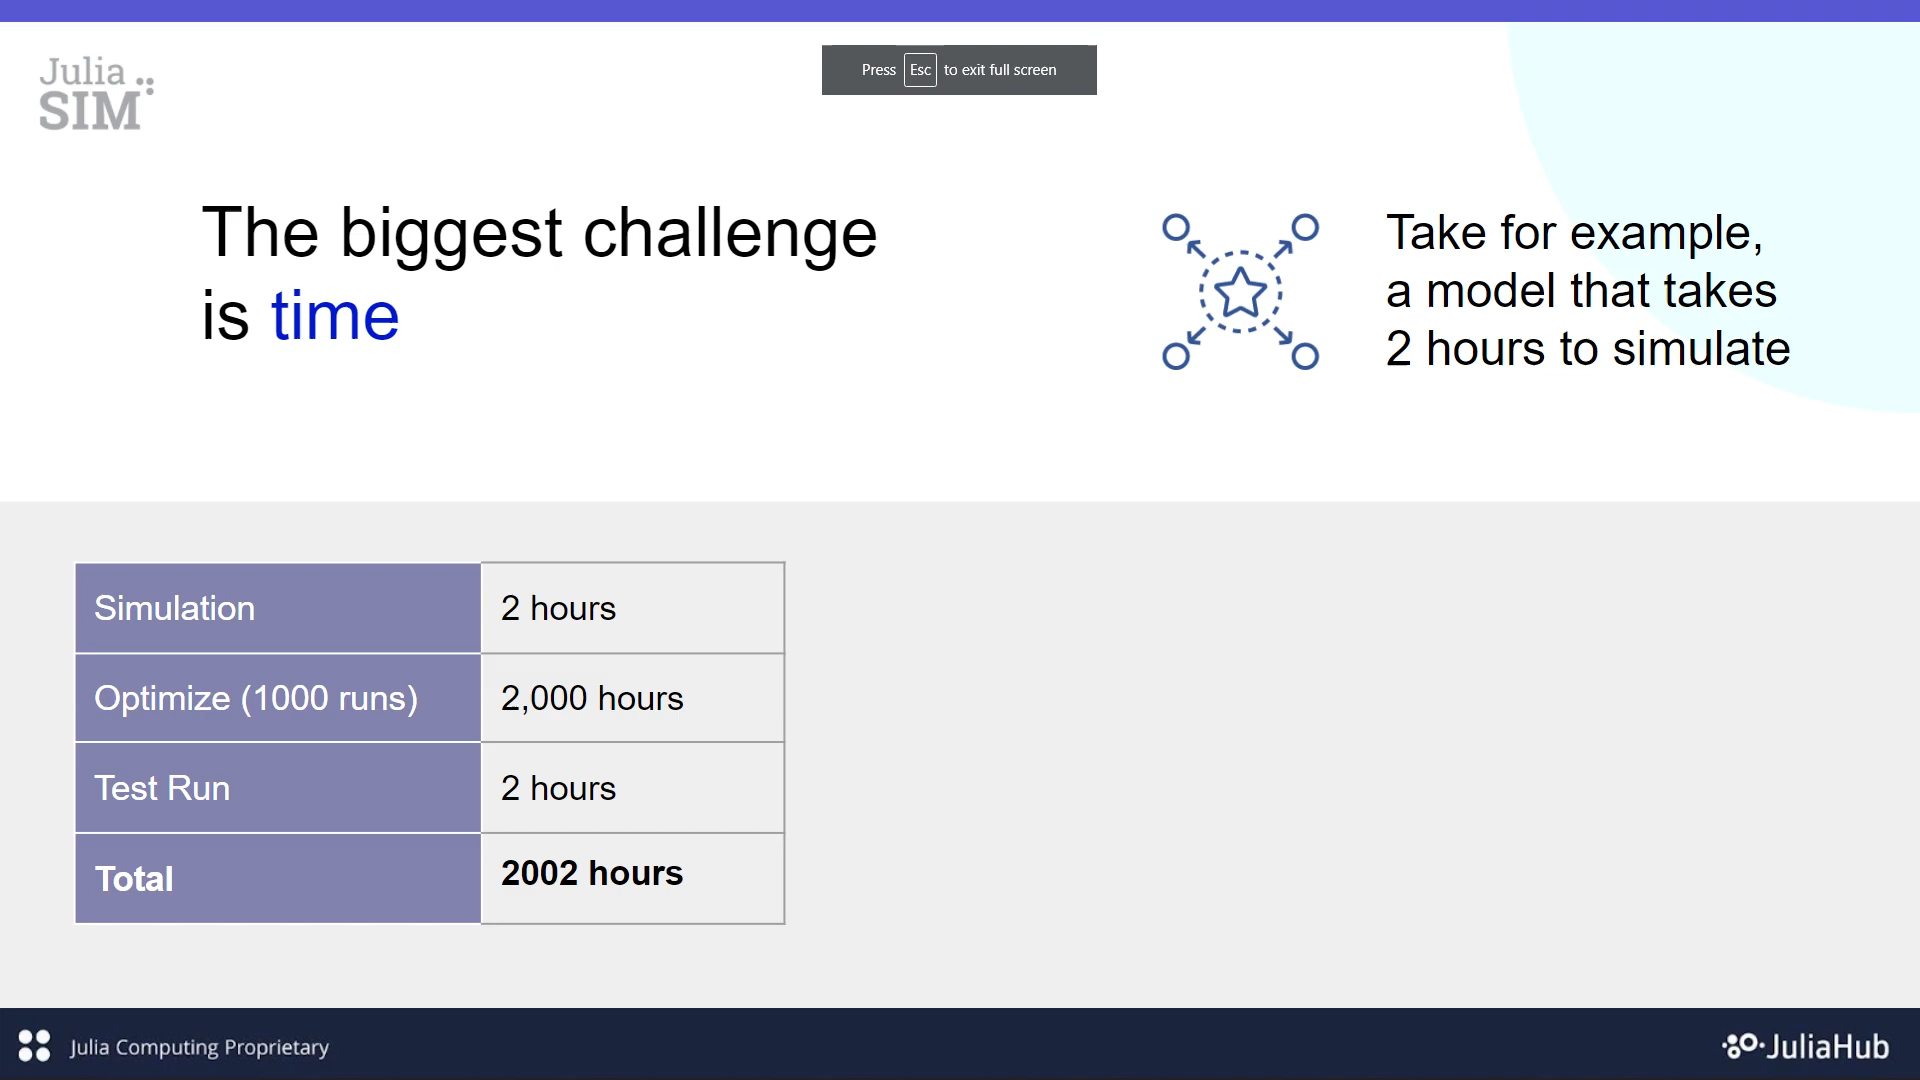 Julia
SIM
Press Esc to exit full screen
The biggest challenge
is time
Take for example,
a model that takes
2 hours to simulate
Simulation 2 hours
Optimize (1000 runs) 2,000 hours
Test Run 2 hours
Total 2002 hours
Julia Computing Proprietary
JuliaHub